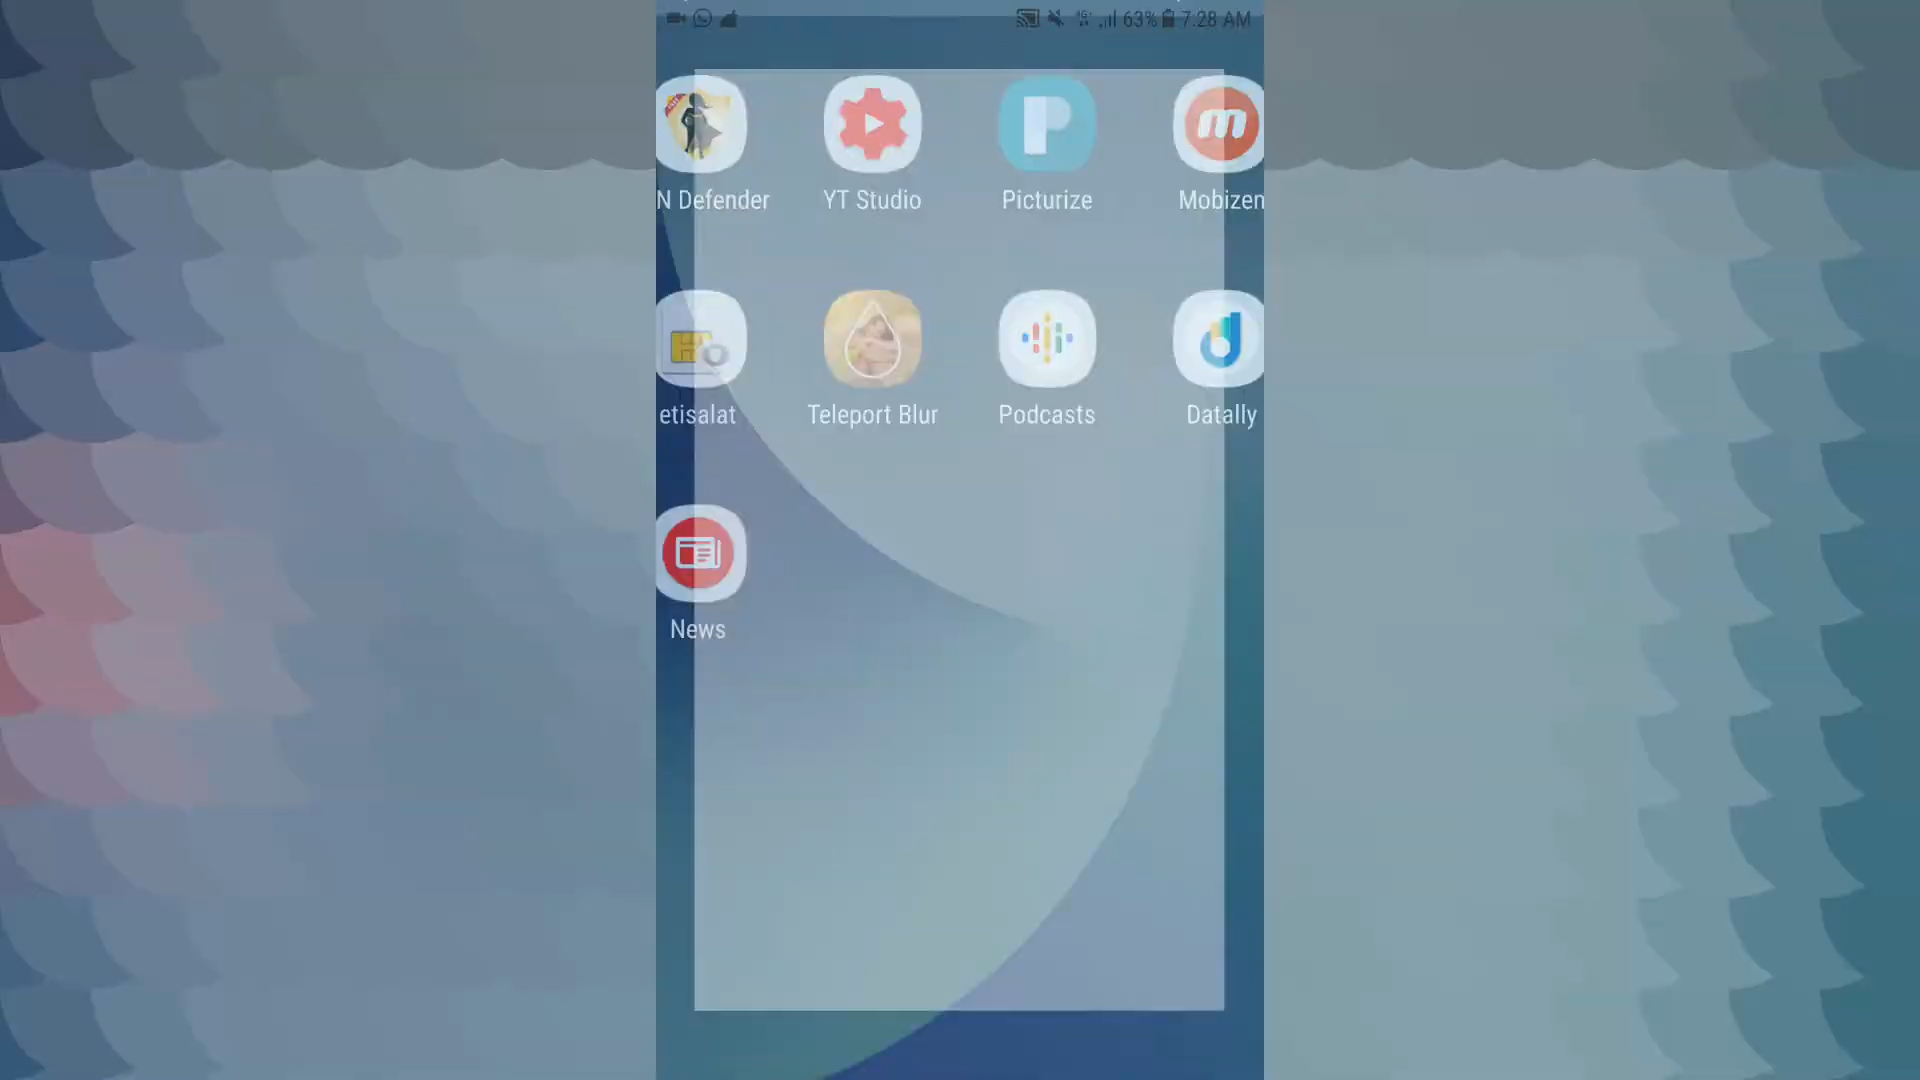 63% 7.28 AM
N Defender YT Studio Picturize Mobizen
etisalat Teleport Blur Podcasts Datally
News